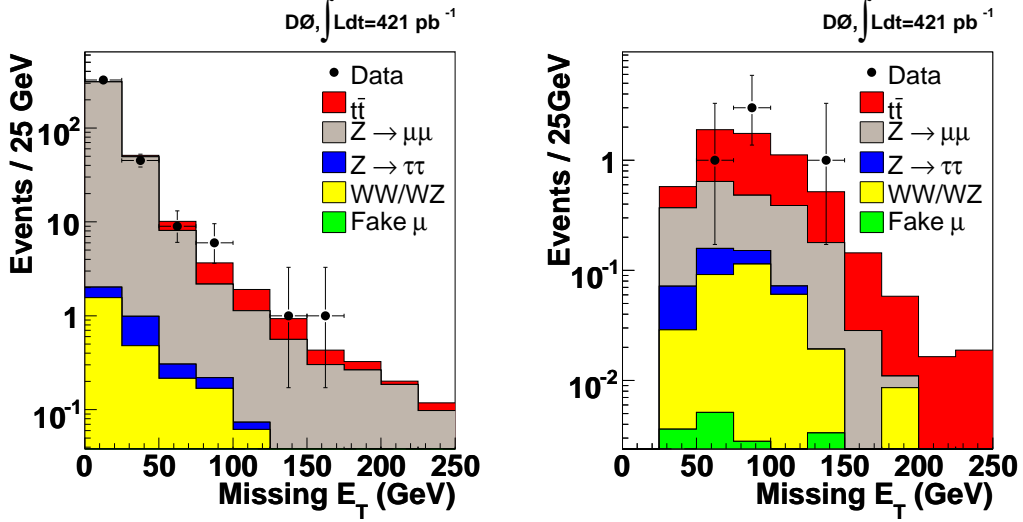 DØ, ∫Ldt=421 pb⁻¹
Events / 25 GeV
10²
10
1
10⁻¹
Data
tt̄
Z → μμ
Z → ττ
WW/WZ
Fake μ
0 50 100 150 200 250
Missing E_T (GeV)
DØ, ∫Ldt=421 pb⁻¹
Events / 25GeV
1
10⁻¹
10⁻²
Data
tt̄
Z → μμ
Z → ττ
WW/WZ
Fake μ
0 50 100 150 200 250
Missing E_T (GeV)